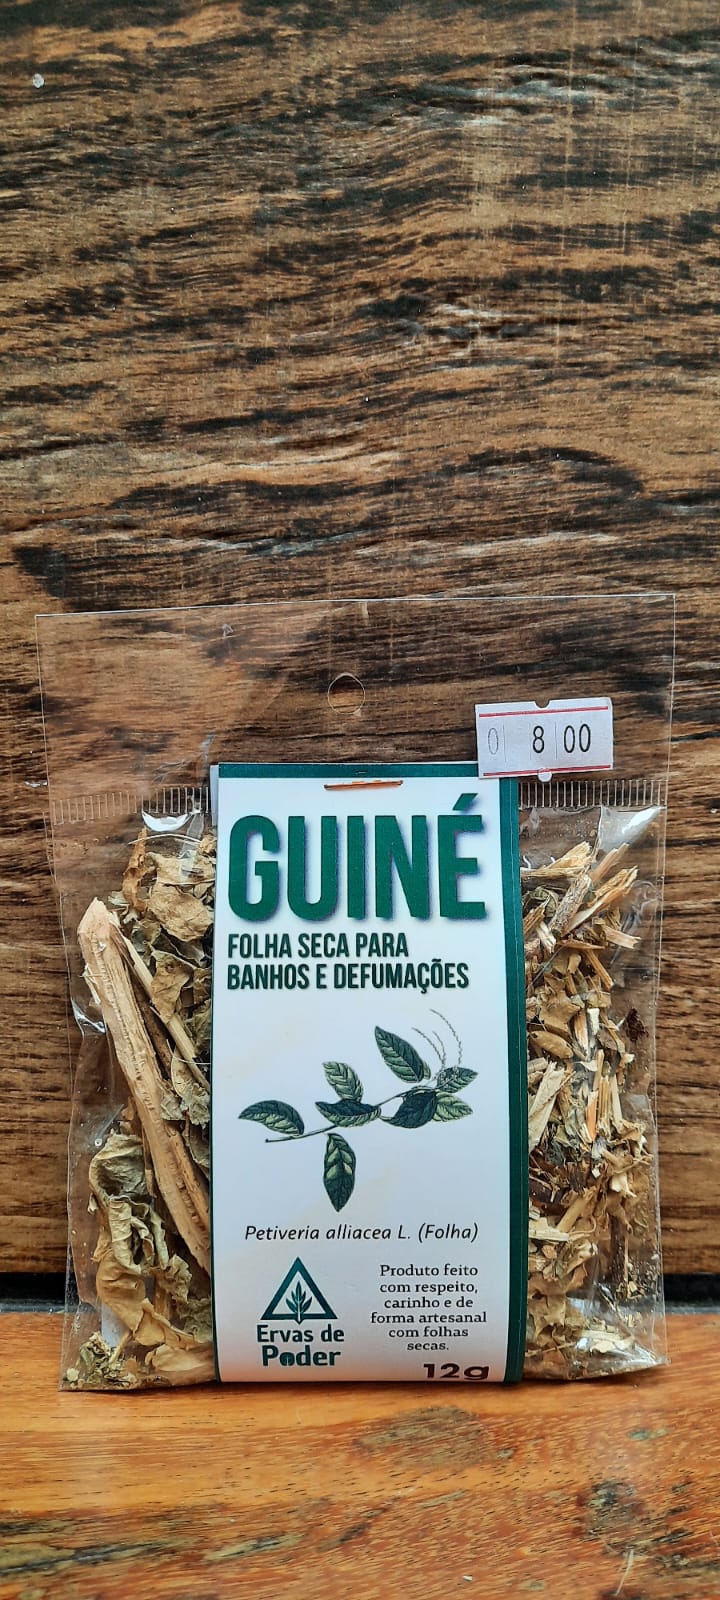 0 8 00
GUINÉ
FOLHA SECA PARA
BANHOS E DEFUMAÇÕES
Petiveria alliacea L. (Folha)
Ervas de
Poder
Produto feito
com respeito,
carinho e de
forma artesanal
com folhas
secas.
12g